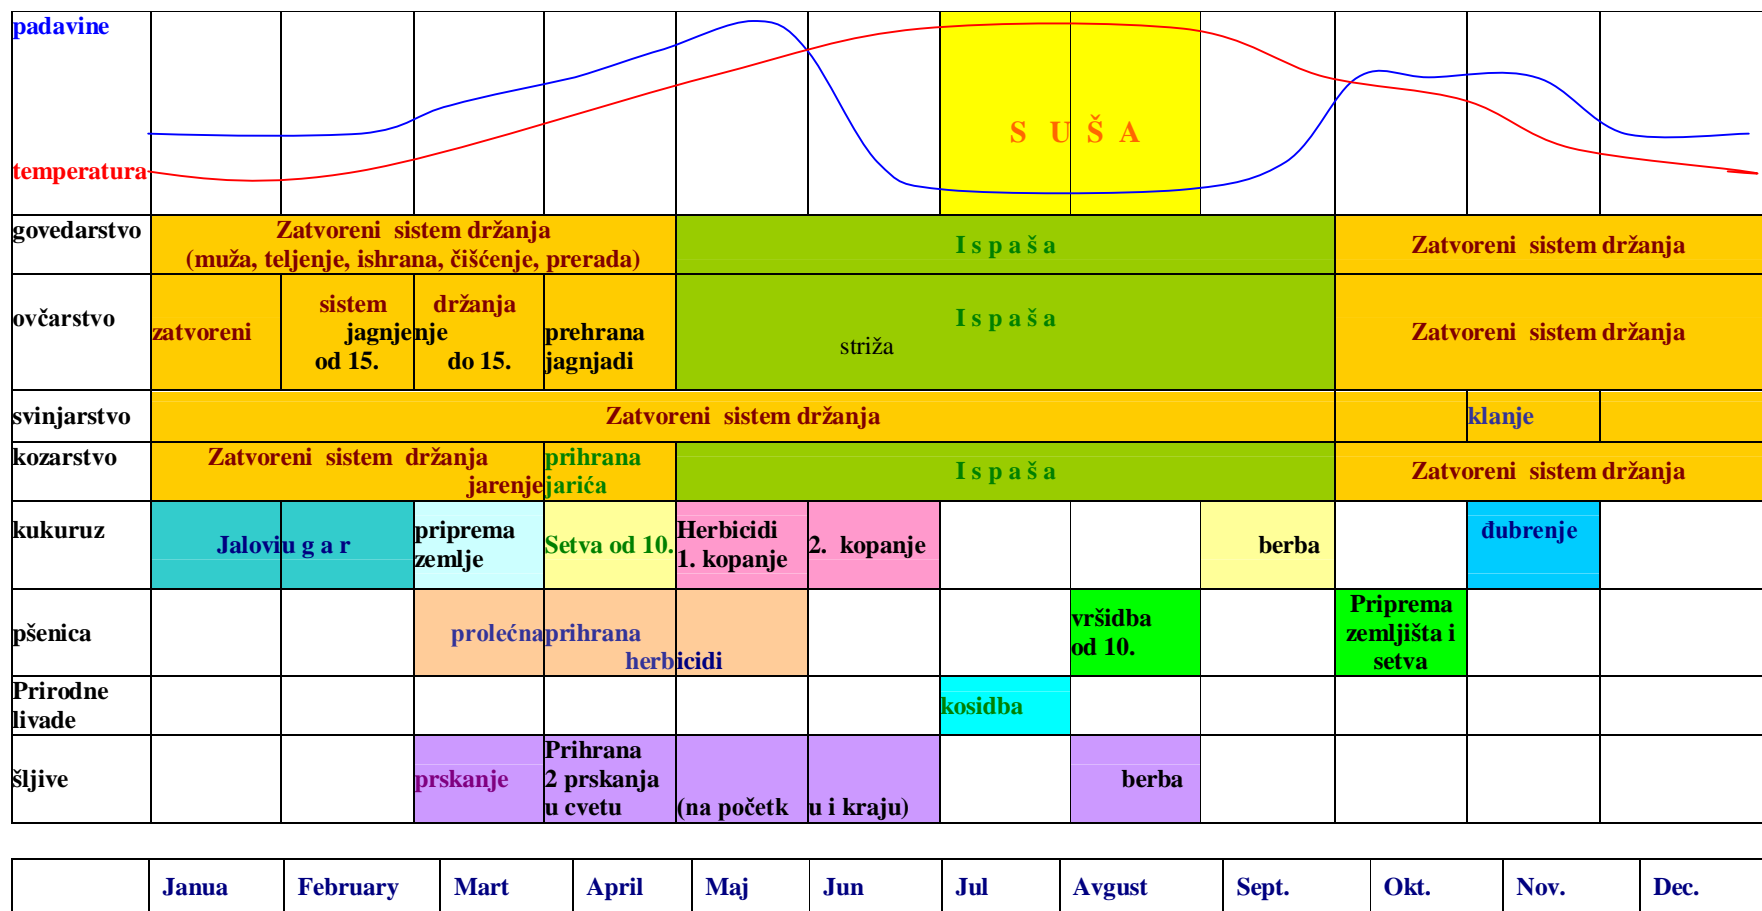 padavine
S U Š A
temperatura
govedarstvo
Zatvoreni sistem držanja
(muža, teljenje, ishrana, čišćenje, prerada)
I s p a š a
Zatvoreni sistem držanja
ovčarstvo
zatvoreni
sistem držanja
jagnjenje
od 15. do 15.
prehrana
jagnjadi
I s p a š a
striža
Zatvoreni sistem držanja
svinjarstvo
Zatvoreni sistem držanja
klanje
kozarstvo
Zatvoreni sistem držanja
jarenje
prihrana
jarića
I s p a š a
Zatvoreni sistem držanja
kukuruz
Jalovi u g a r
priprema
zemlje
Setva od 10.
Herbicidi
1. kopanje
2. kopanje
berba
đubrenje
pšenica
prolećna prihrana
herbicidi
vršidba
od 10.
Priprema
zemljišta i
setva
Prirodne
livade
kosidba
šljive
prskanje
Prihrana
2 prskanja
u cvetu
(na početk u i kraju)
berba
Janua February Mart April Maj Jun Jul Avgust Sept. Okt. Nov. Dec.